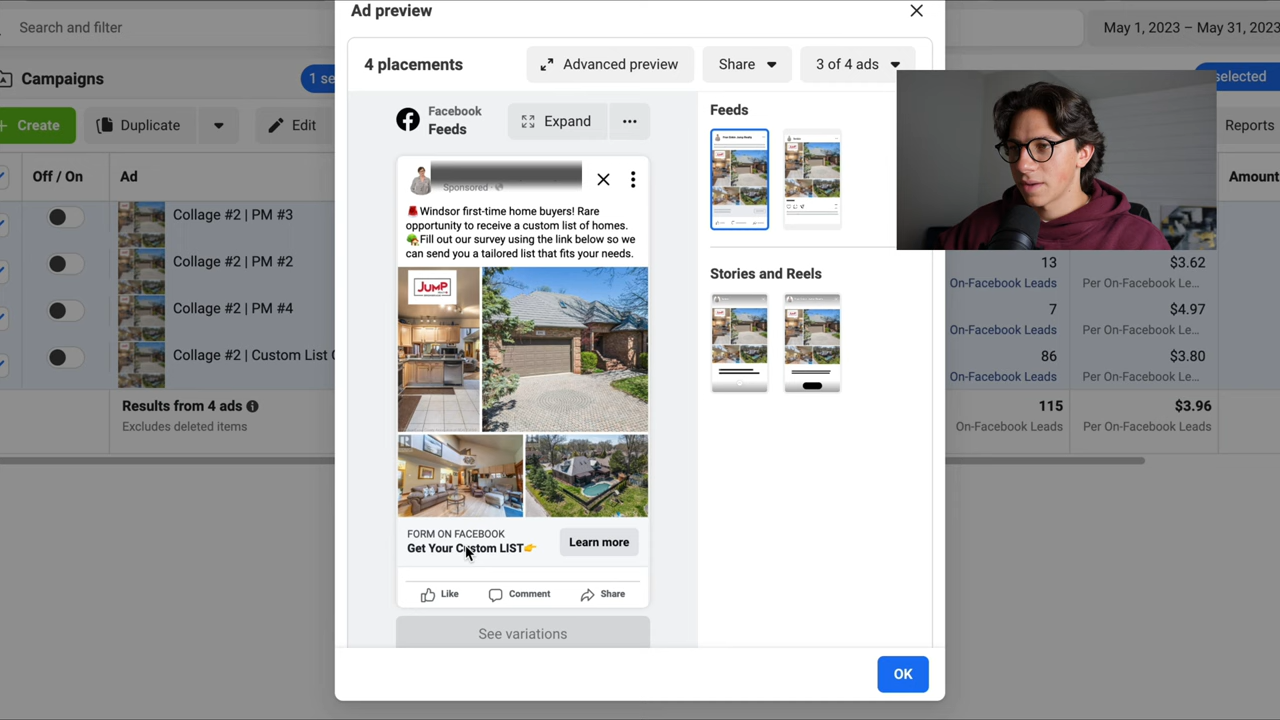 Ad preview
Search and filter
May 1, 2023 – May 31, 2023
4 placements
Advanced preview
Share
3 of 4 ads
Campaigns
1 se
selected
Create
Duplicate
Edit
Reports
Facebook
Feeds
Expand
Feeds
Off / On
Ad
Amount
Sponsored
Windsor first-time home buyers! Rare
opportunity to receive a custom list of homes.
🌳Fill out our survey using the link below so we
can send you a tailored list that fits your needs.
Collage #2 | PM #3
Collage #2 | PM #2
13
$3.62
On-Facebook Leads
Per On-Facebook Le...
Stories and Reels
JUMP
Collage #2 | PM #4
7
$4.97
On-Facebook Leads
Per On-Facebook Le...
Collage #2 | Custom List
86
$3.80
On-Facebook Leads
Per On-Facebook Le...
Results from 4 ads
Excludes deleted items
115
$3.96
On-Facebook Leads
Per On-Facebook Leads
FORM ON FACEBOOK
Get Your Custom LIST👉
Learn more
Like
Comment
Share
See variations
OK